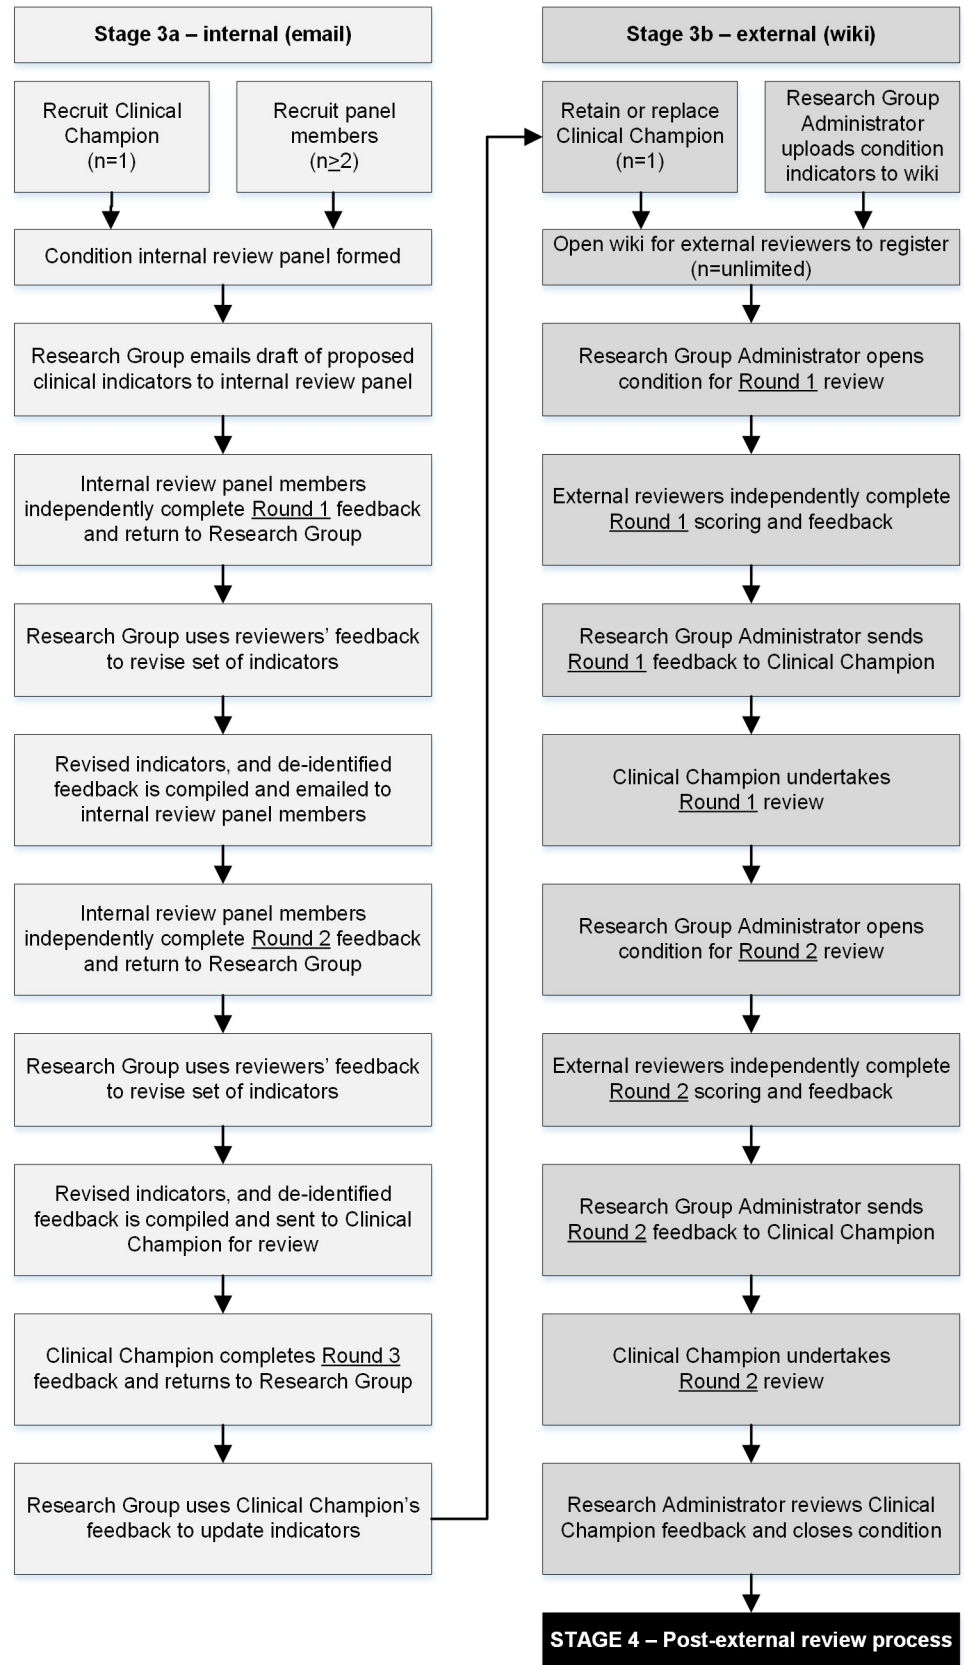 Stage 3a – internal (email)
Recruit Clinical
Champion
(n=1)
Recruit panel
members
(n≥2)
Condition internal review panel formed
Research Group emails draft of proposed
clinical indicators to internal review panel
Internal review panel members
independently complete Round 1 feedback
and return to Research Group
Research Group uses reviewers’ feedback
to revise set of indicators
Revised indicators, and de-identified
feedback is compiled and emailed to
internal review panel members
Internal review panel members
independently complete Round 2 feedback
and return to Research Group
Research Group uses reviewers’ feedback
to revise set of indicators
Revised indicators, and de-identified
feedback is compiled and sent to Clinical
Champion for review
Clinical Champion completes Round 3
feedback and returns to Research Group
Research Group uses Clinical Champion’s
feedback to update indicators
Stage 3b – external (wiki)
Retain or replace
Clinical Champion
(n=1)
Research Group
Administrator
uploads condition
indicators to wiki
Open wiki for external reviewers to register
(n=unlimited)
Research Group Administrator opens
condition for Round 1 review
External reviewers independently complete
Round 1 scoring and feedback
Research Group Administrator sends
Round 1 feedback to Clinical Champion
Clinical Champion undertakes
Round 1 review
Research Group Administrator opens
condition for Round 2 review
External reviewers independently complete
Round 2 scoring and feedback
Research Group Administrator sends
Round 2 feedback to Clinical Champion
Clinical Champion undertakes
Round 2 review
Research Administrator reviews Clinical
Champion feedback and closes condition
STAGE 4 – Post-external review process